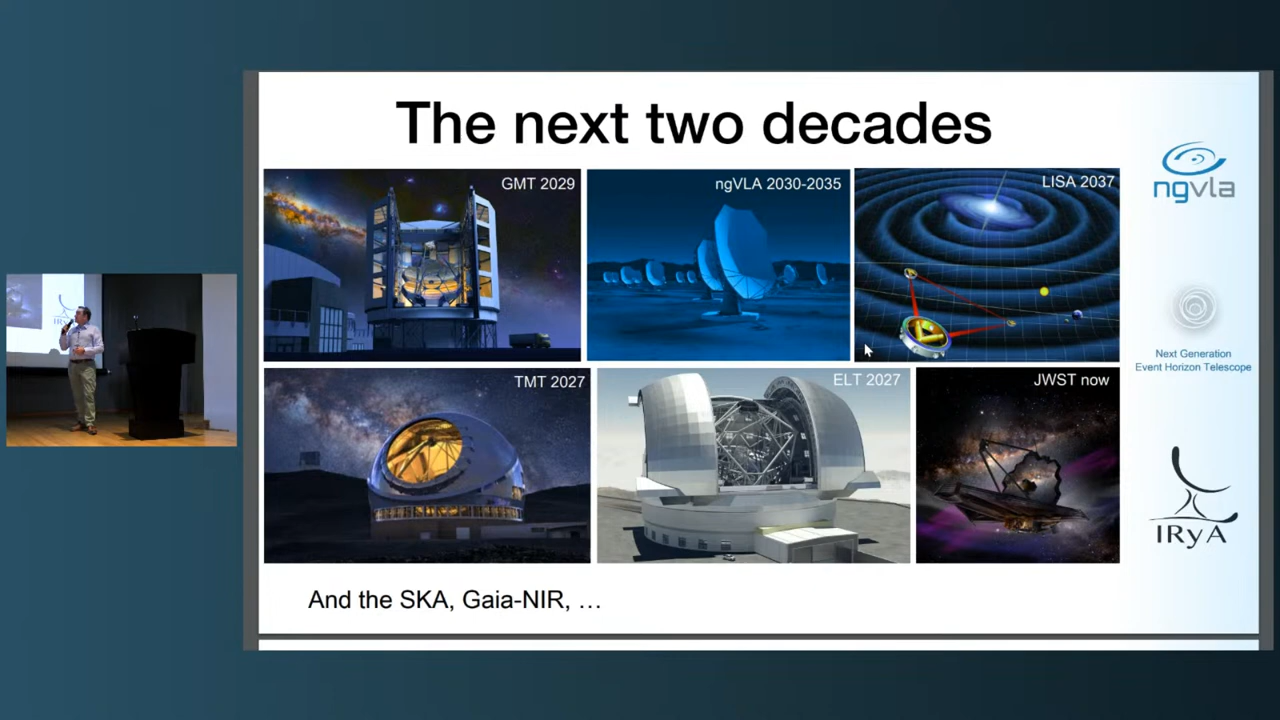 The next two decades
GMT 2029
ngVLA 2030-2035
LISA 2037
TMT 2027
ELT 2027
JWST now
And the SKA, Gaia-NIR, …
ngvla
Next Generation
Event Horizon Telescope
IRyA